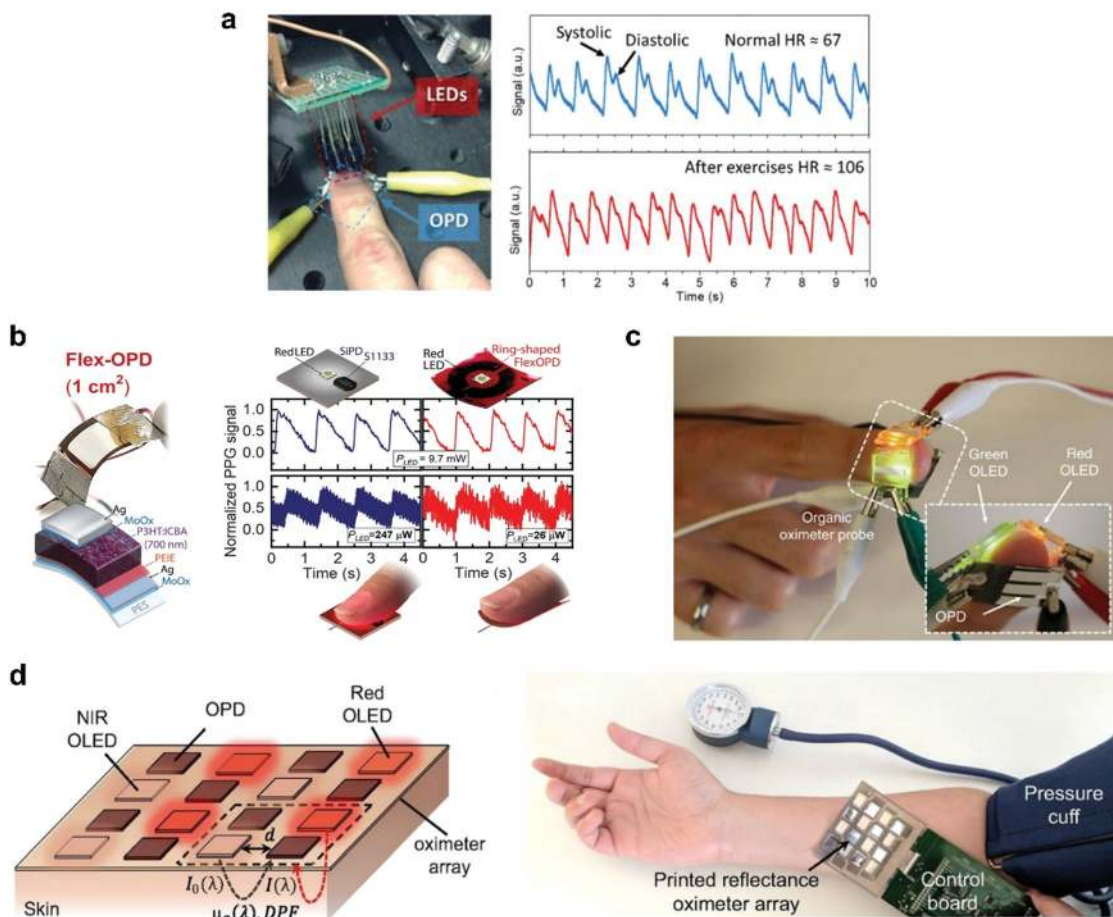 a
LEDs
OPD
Systolic
Diastolic
Normal HR ≈ 67
Signal (a.u.)
After exercises HR ≈ 106
Signal (a.u.)
0 1 2 3 4 5 6 7 8 9 10
Time (s)
b
Flex-OPD
(1 cm²)
Ag
MoOx
P3HT:ICBA
(700 nm)
PEIE
Ag
MoOx
PES
Red LED
SiPD
S1133
Red
LED
Ring-shaped
FlexOPD
Normalized PPG signal
1.0
0.5
0.0
P_LED = 9.7 mW
1.0
0.5
0.0
P_LED=247 μW
P_LED=26 μW
0 1 2 3 4
0 1 2 3 4
Time (s)
Time (s)
c
Green
OLED
Red
OLED
Organic
oximeter probe
OPD
d
NIR
OLED
OPD
Red
OLED
d
oximeter
array
I₀(λ)
I(λ)
Skin
DPF
Pressure
cuff
Printed reflectance
oximeter array
Control
board